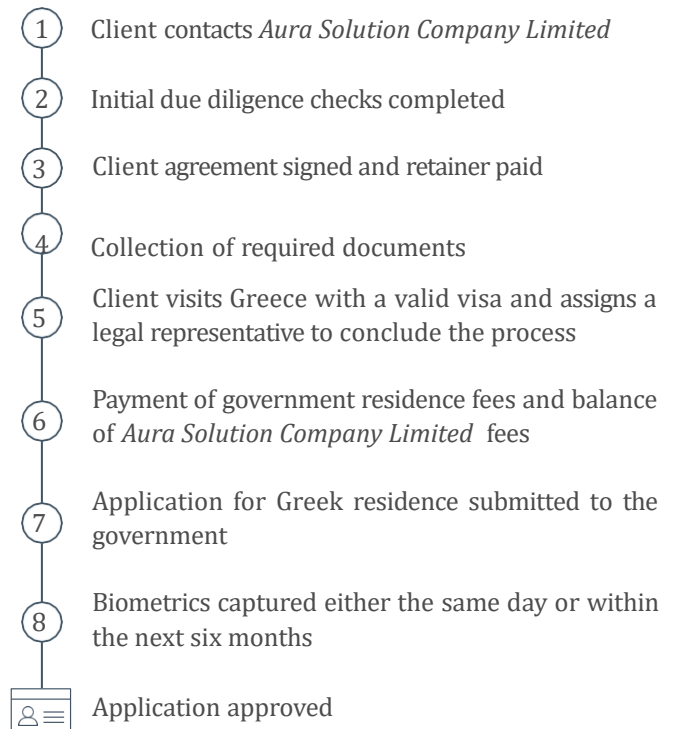 1 Client contacts Aura Solution Company Limited
2 Initial due diligence checks completed
3 Client agreement signed and retainer paid
4 Collection of required documents
5 Client visits Greece with a valid visa and assigns a
legal representative to conclude the process
6 Payment of government residence fees and balance
of Aura Solution Company Limited fees
7 Application for Greek residence submitted to the
government
8 Biometrics captured either the same day or within
the next six months
Application approved